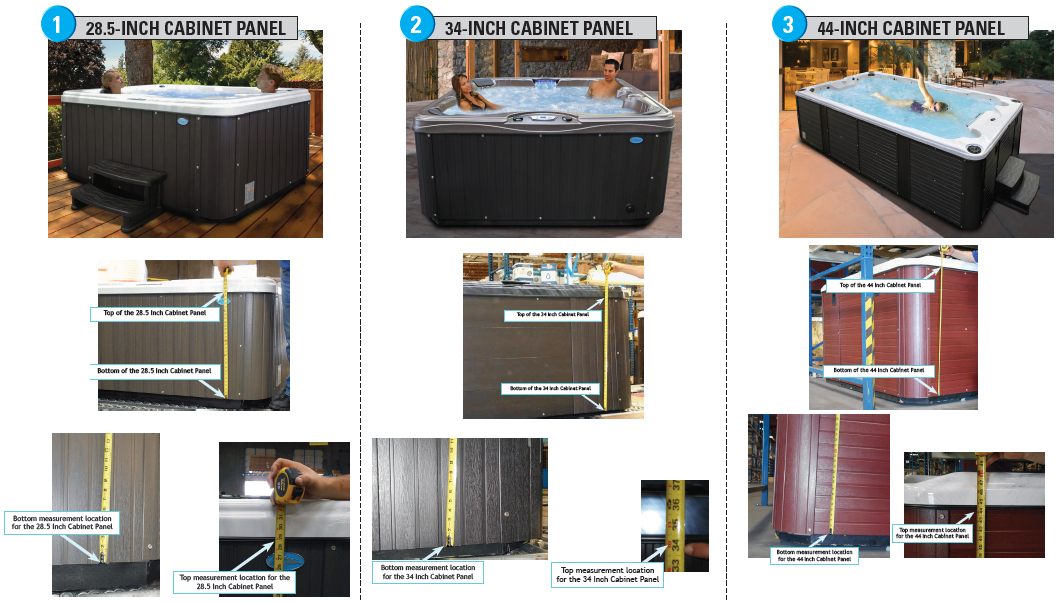 1
28.5-INCH CABINET PANEL
Top of the 28.5 Inch Cabinet Panel
Bottom of the 28.5 Inch Cabinet Panel
Bottom measurement location
for the 28.5 Inch Cabinet Panel
Top measurement location for the
28.5 Inch Cabinet Panel
2
34-INCH CABINET PANEL
Top of the 34 Inch Cabinet Panel
Bottom of the 34 Inch Cabinet Panel
Bottom measurement location
for the 34 Inch Cabinet Panel
37
36
34
33
Top measurement location
for the 34 Inch Cabinet Panel
3
44-INCH CABINET PANEL
Top of the 44 Inch Cabinet Panel
Bottom of the 44 Inch Cabinet Panel
Bottom measurement location
for the 44 Inch Cabinet Panel
Top measurement location
for the 44 Inch Cabinet Panel